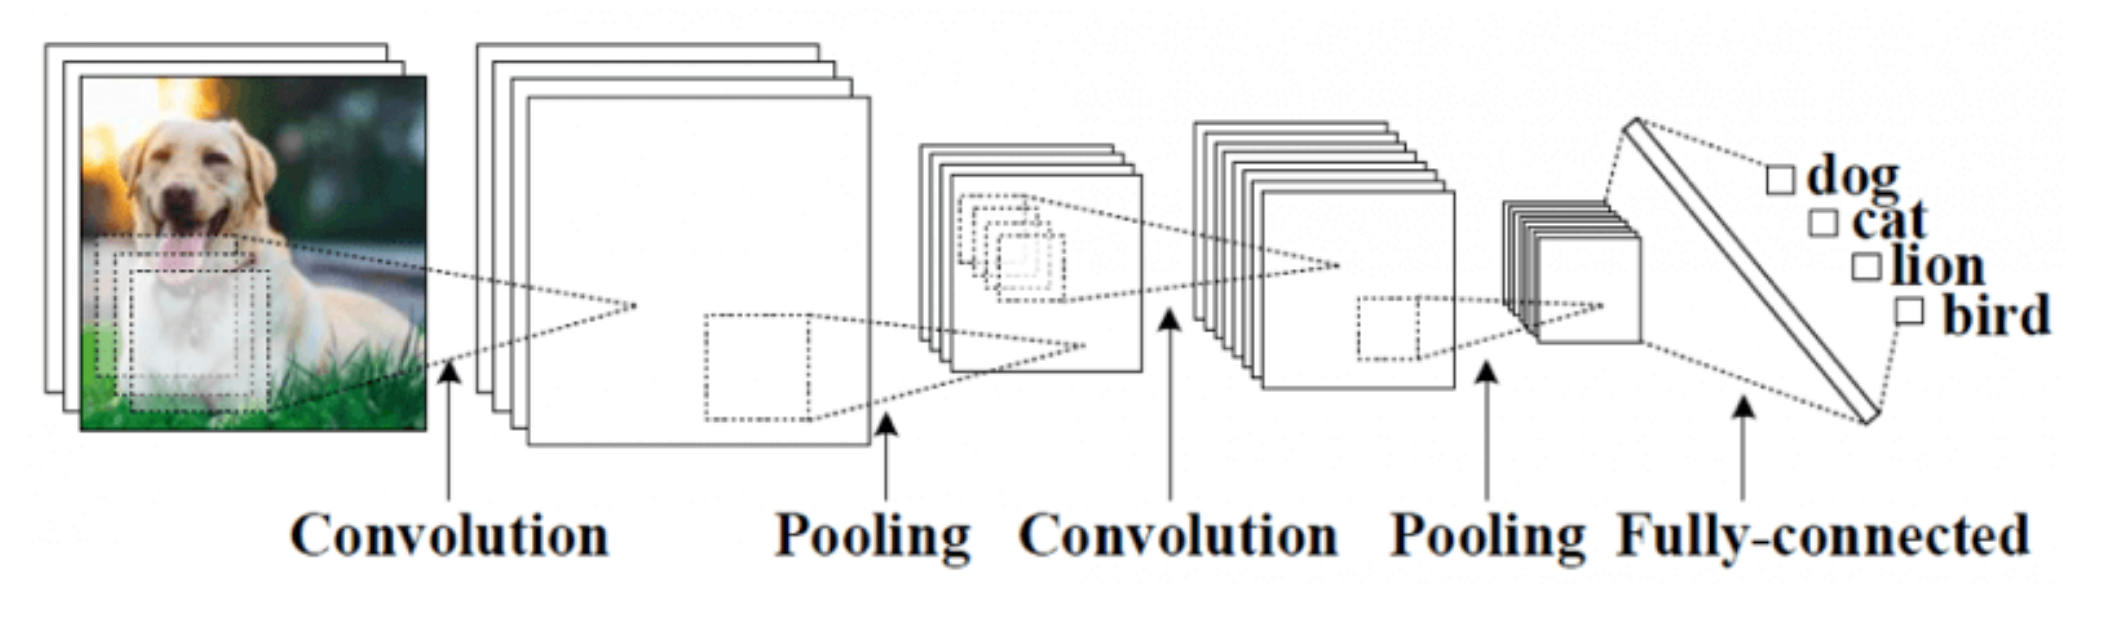 dog
cat
lion
bird
Convolution Pooling Convolution Pooling Fully-connected